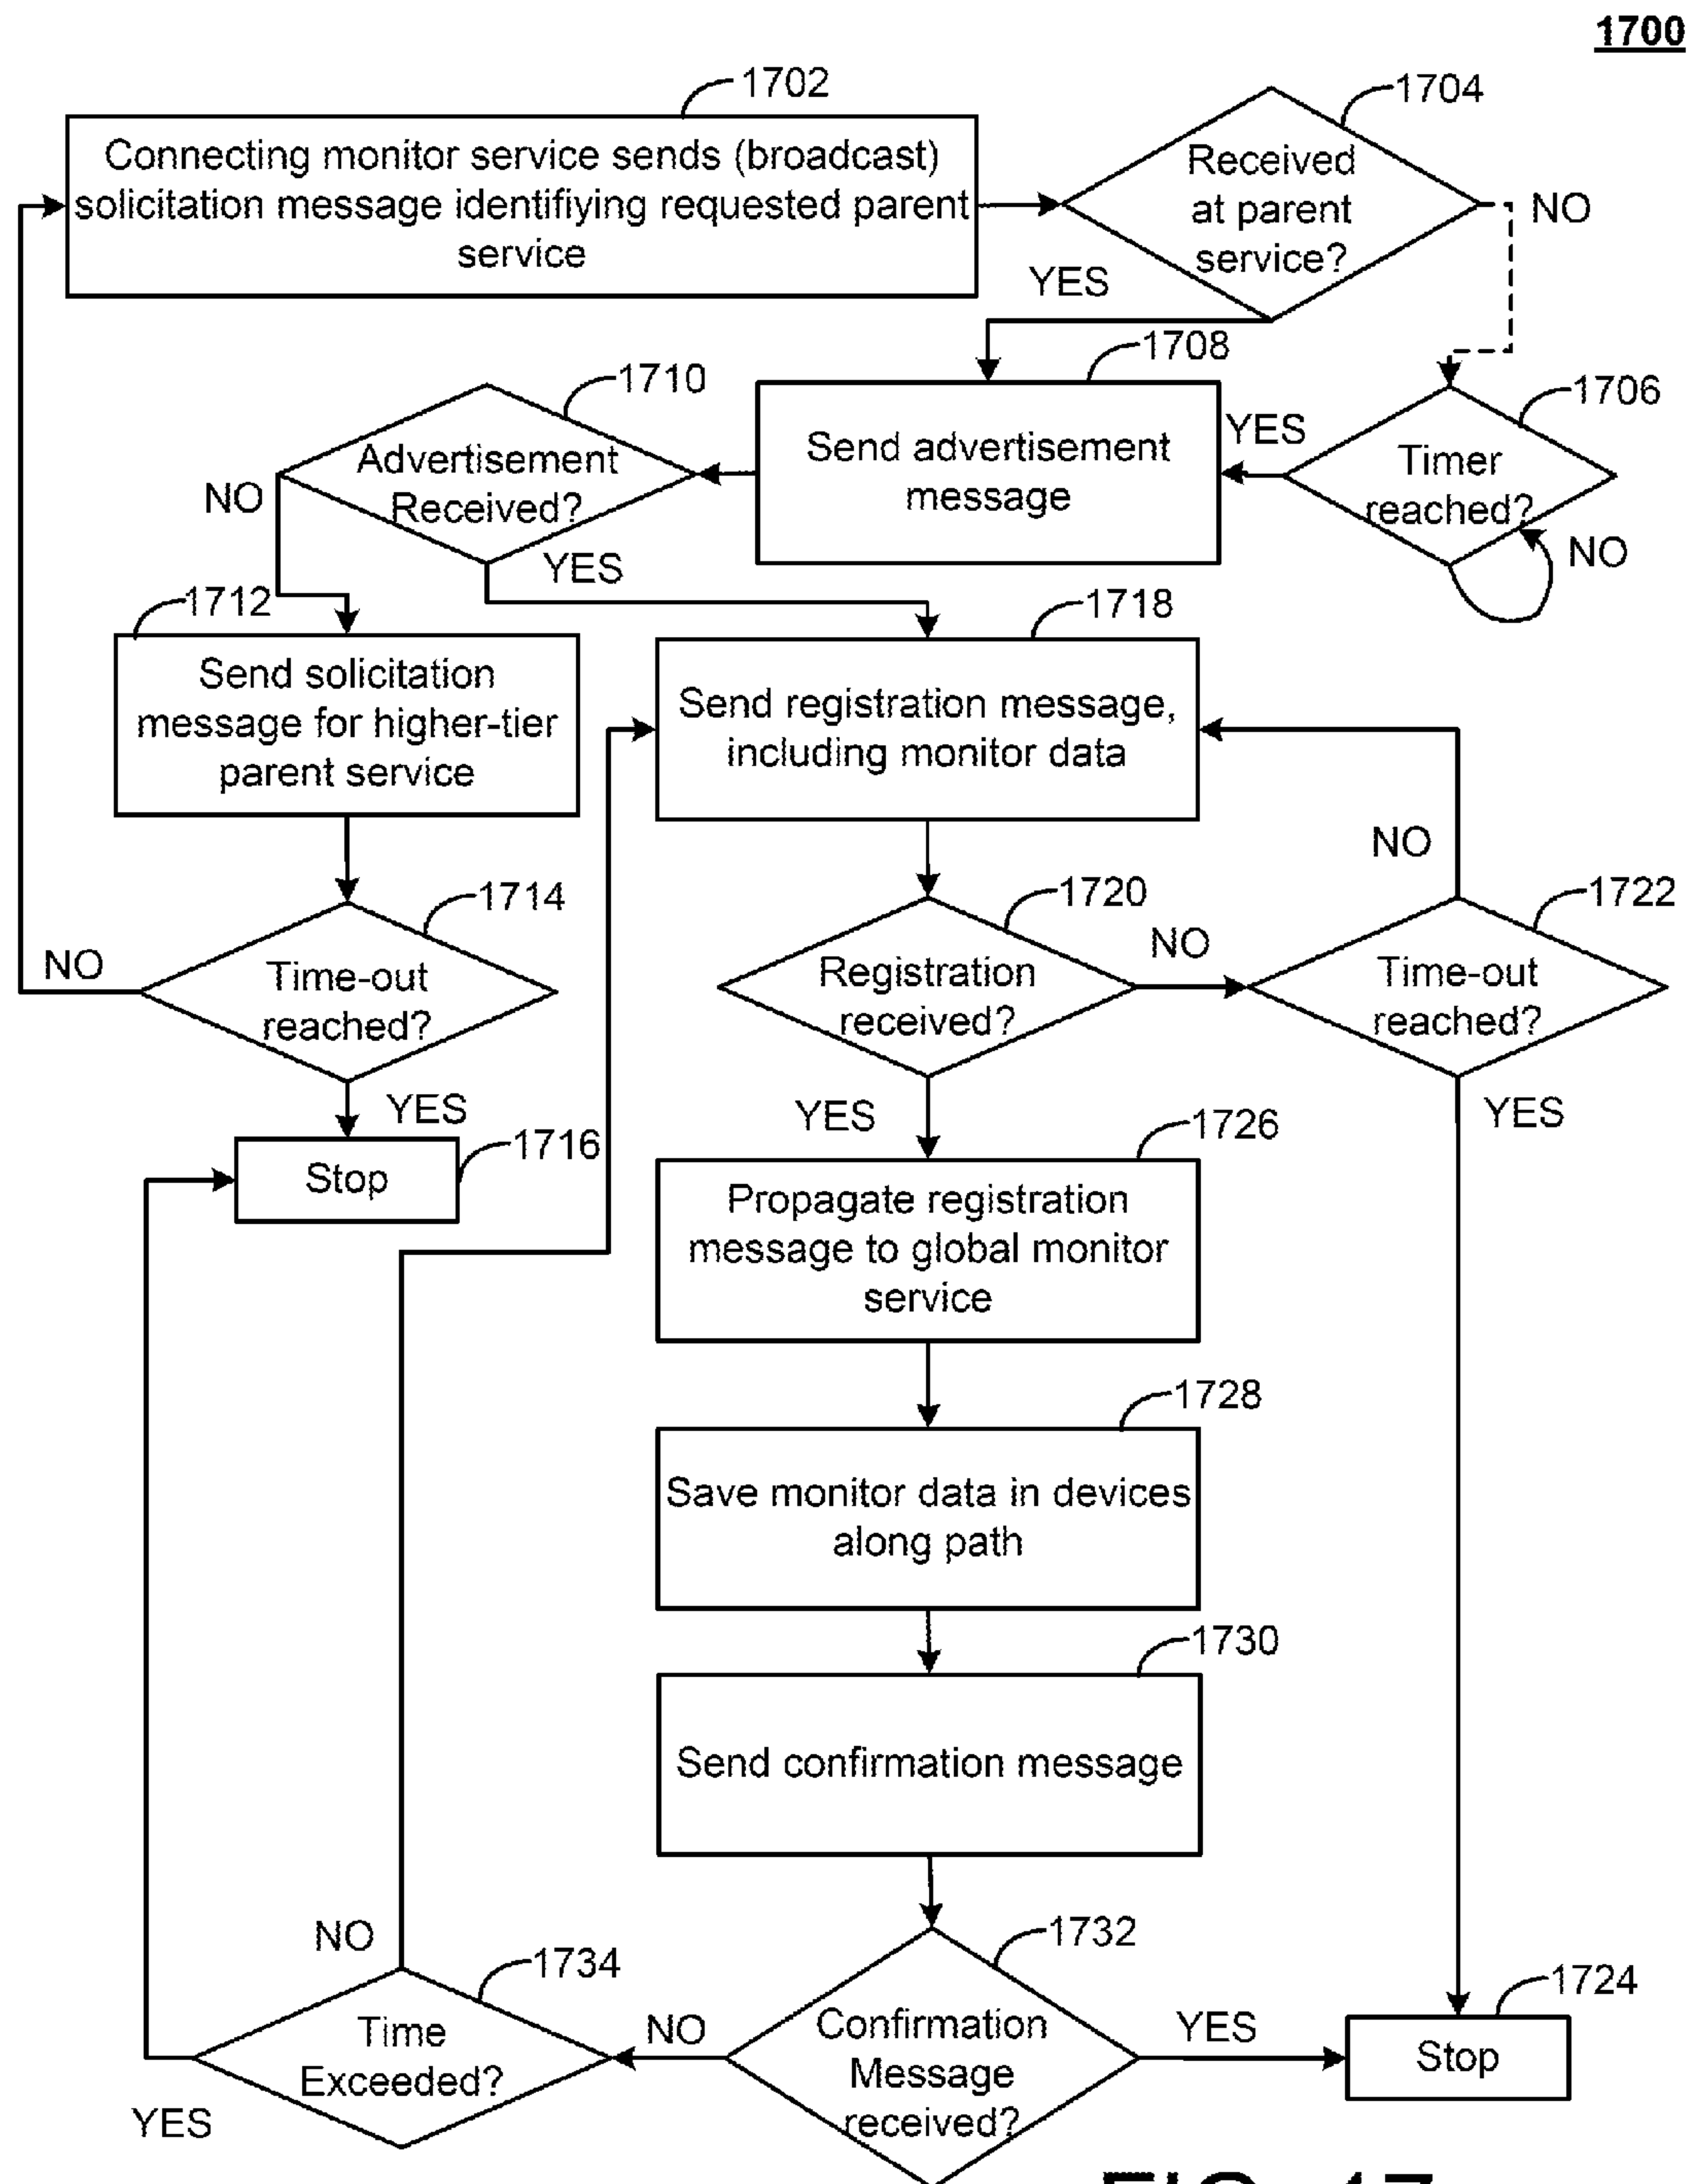 1700
1702
Connecting monitor service sends (broadcast)
solicitation message identifiying requested parent
service
1704
Received
at parent
service?
NO
YES
1706
Timer
reached?
YES
NO
1708
Send advertisement
message
1710
Advertisement
Received?
NO
YES
1712
Send solicitation
message for higher-tier
parent service
1714
Time-out
reached?
NO
YES
1716
Stop
1718
Send registration message,
including monitor data
1720
Registration
received?
NO
YES
1722
Time-out
reached?
NO
YES
1726
Propagate registration
message to global monitor
service
1728
Save monitor data in devices
along path
1730
Send confirmation message
1732
Confirmation
Message
received?
NO
YES
1734
Time
Exceeded?
NO
YES
1724
Stop